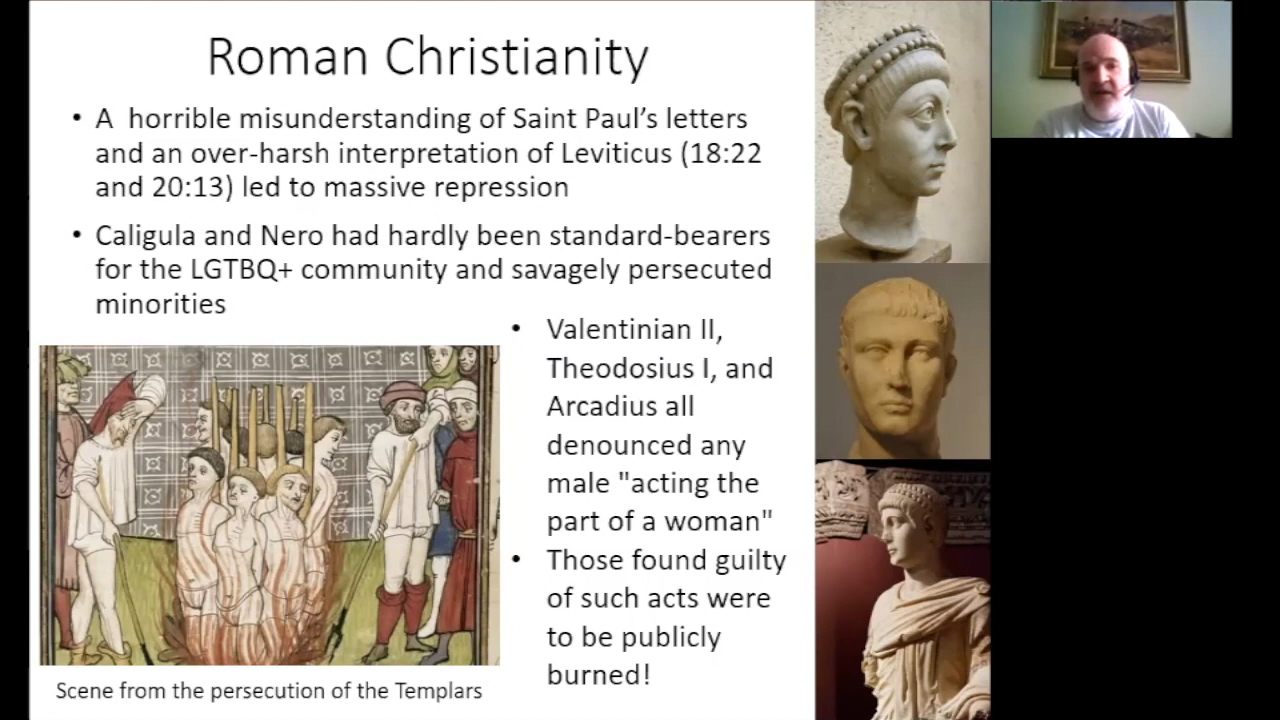 Roman Christianity
• A  horrible misunderstanding of Saint Paul’s letters
and an over-harsh interpretation of Leviticus (18:22
and 20:13) led to massive repression
• Caligula and Nero had hardly been standard-bearers
for the LGTBQ+ community and savagely persecuted
minorities
• Valentinian II,
Theodosius I, and
Arcadius all
denounced any
male "acting the
part of a woman"
• Those found guilty
of such acts were
to be publicly
burned!
Scene from the persecution of the Templars